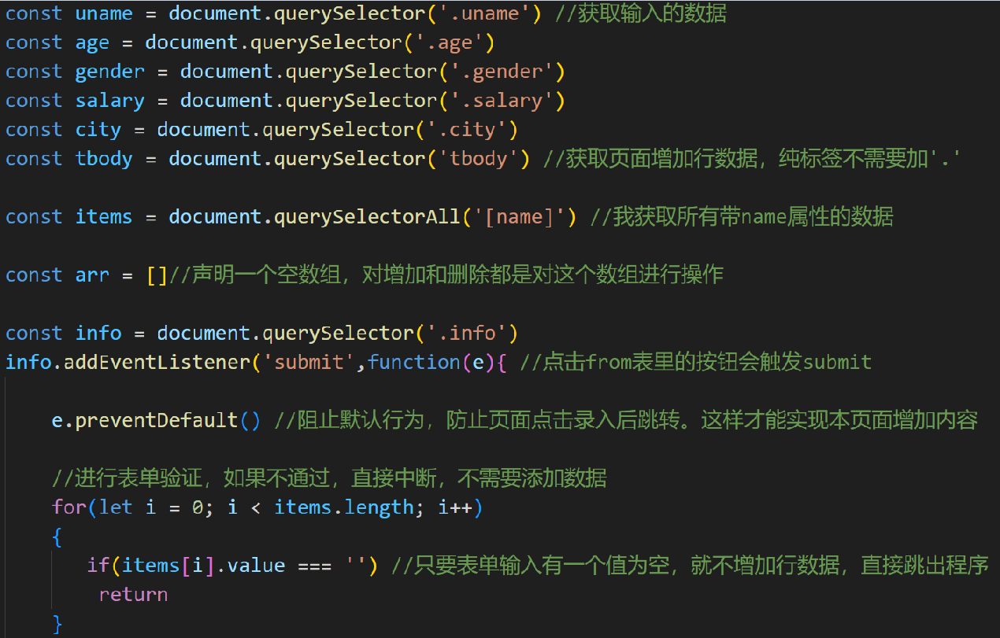 const uname = document.querySelector('.uname') //获取输入的数据
const age = document.querySelector('.age')
const gender = document.querySelector('.gender')
const salary = document.querySelector('.salary')
const city = document.querySelector('.city')
const tbody = document.querySelector('tbody') //获取页面增加行数据，纯标签不需要加'.'
const items = document.querySelectorAll('[name]') //我获取所有带name属性的数据
const arr = []//声明一个空数组，对增加和删除都是对这个数组进行操作
const info = document.querySelector('.info')
info.addEventListener('submit',function(e){ //点击from表里的按钮会触发submit
e.preventDefault() //阻止默认行为，防止页面点击录入后跳转。这样才能实现本页面增加内容
//进行表单验证，如果不通过，直接中断，不需要添加数据
for(let i = 0; i < items.length; i++)
{
if(items[i].value === '') //只要表单输入有一个值为空，就不增加行数据，直接跳出程序
return
}